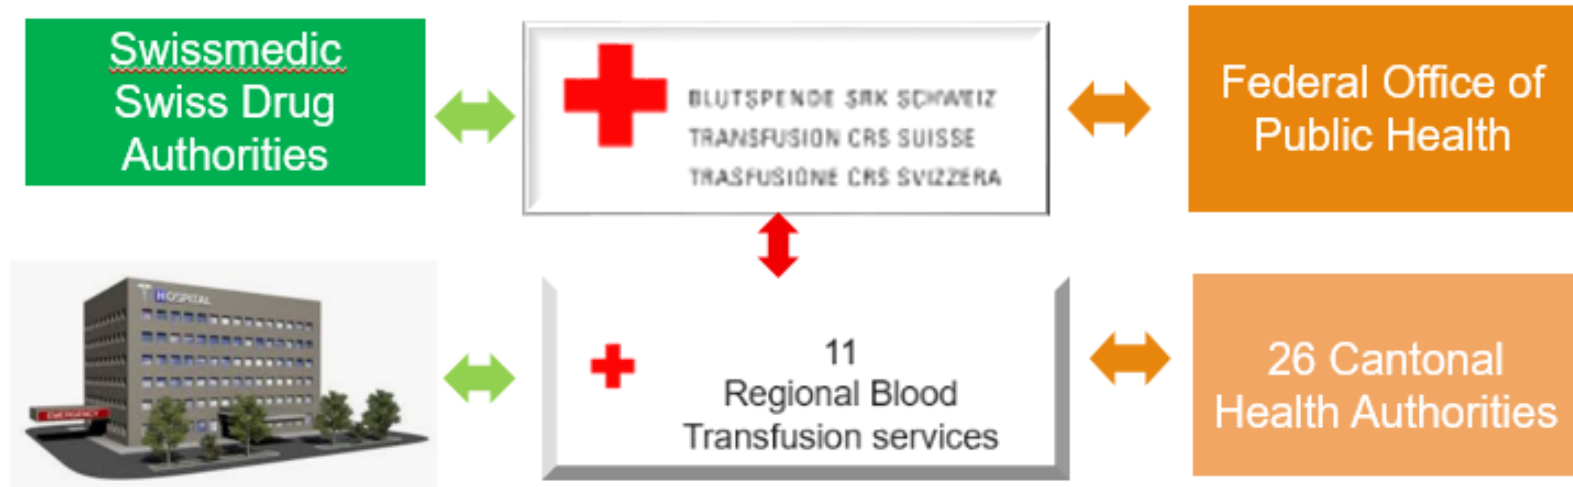 Swissmedic
Swiss Drug
Authorities
BLUTSPENDE SRK SCHWEIZ
TRANSFUSION CRS SUISSE
TRASFUSIONE CRS SVIZZERA
Federal Office of
Public Health
HOSPITAL
EMERGENCY
11
Regional Blood
Transfusion services
26 Cantonal
Health Authorities